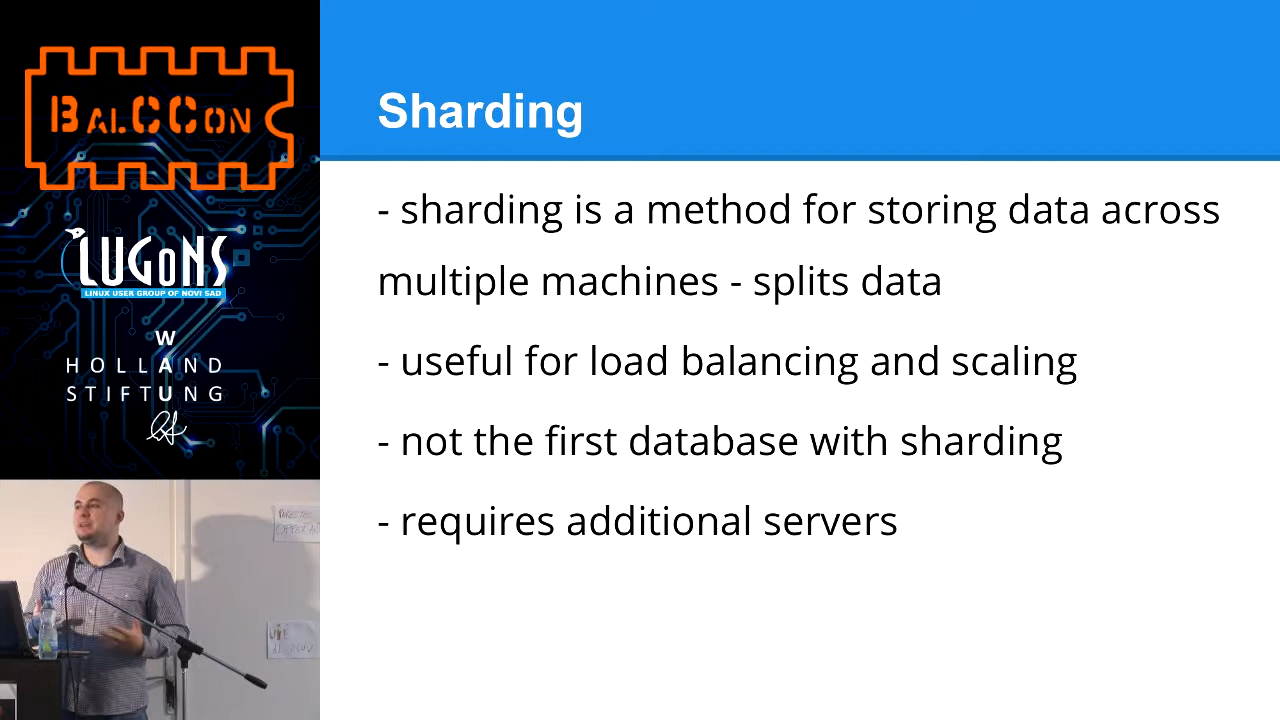 BALCCON
LUGONS
LINUX USER GROUP OF NOVI SAD
W
HOLLAND
STIFTUNG
Sharding
- sharding is a method for storing data across
multiple machines - splits data
- useful for load balancing and scaling
- not the first database with sharding
- requires additional servers